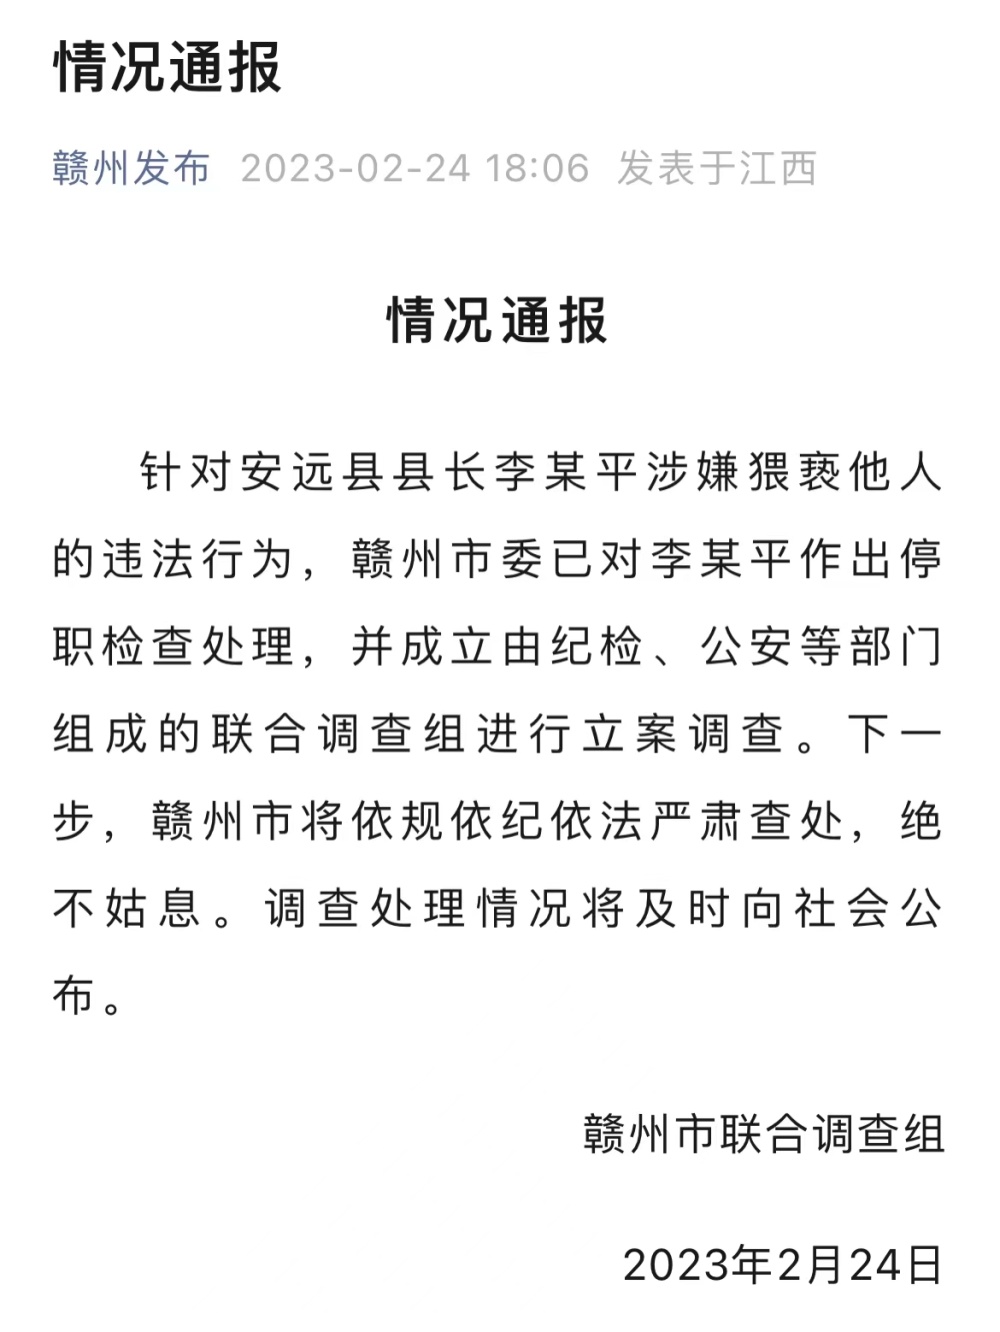 情况通报
赣州发布 2023-02-24 18:06 发表于江西
情况通报
针对安远县县长李某平涉嫌猥亵他人
的违法行为，赣州市委已对李某平作出停
职检查处理，并成立由纪检、公安等部门
组成的联合调查组进行立案调查。下一
步，赣州市将依规依纪依法严肃查处，绝
不姑息。调查处理情况将及时向社会公
布。
赣州市联合调查组
2023年2月24日